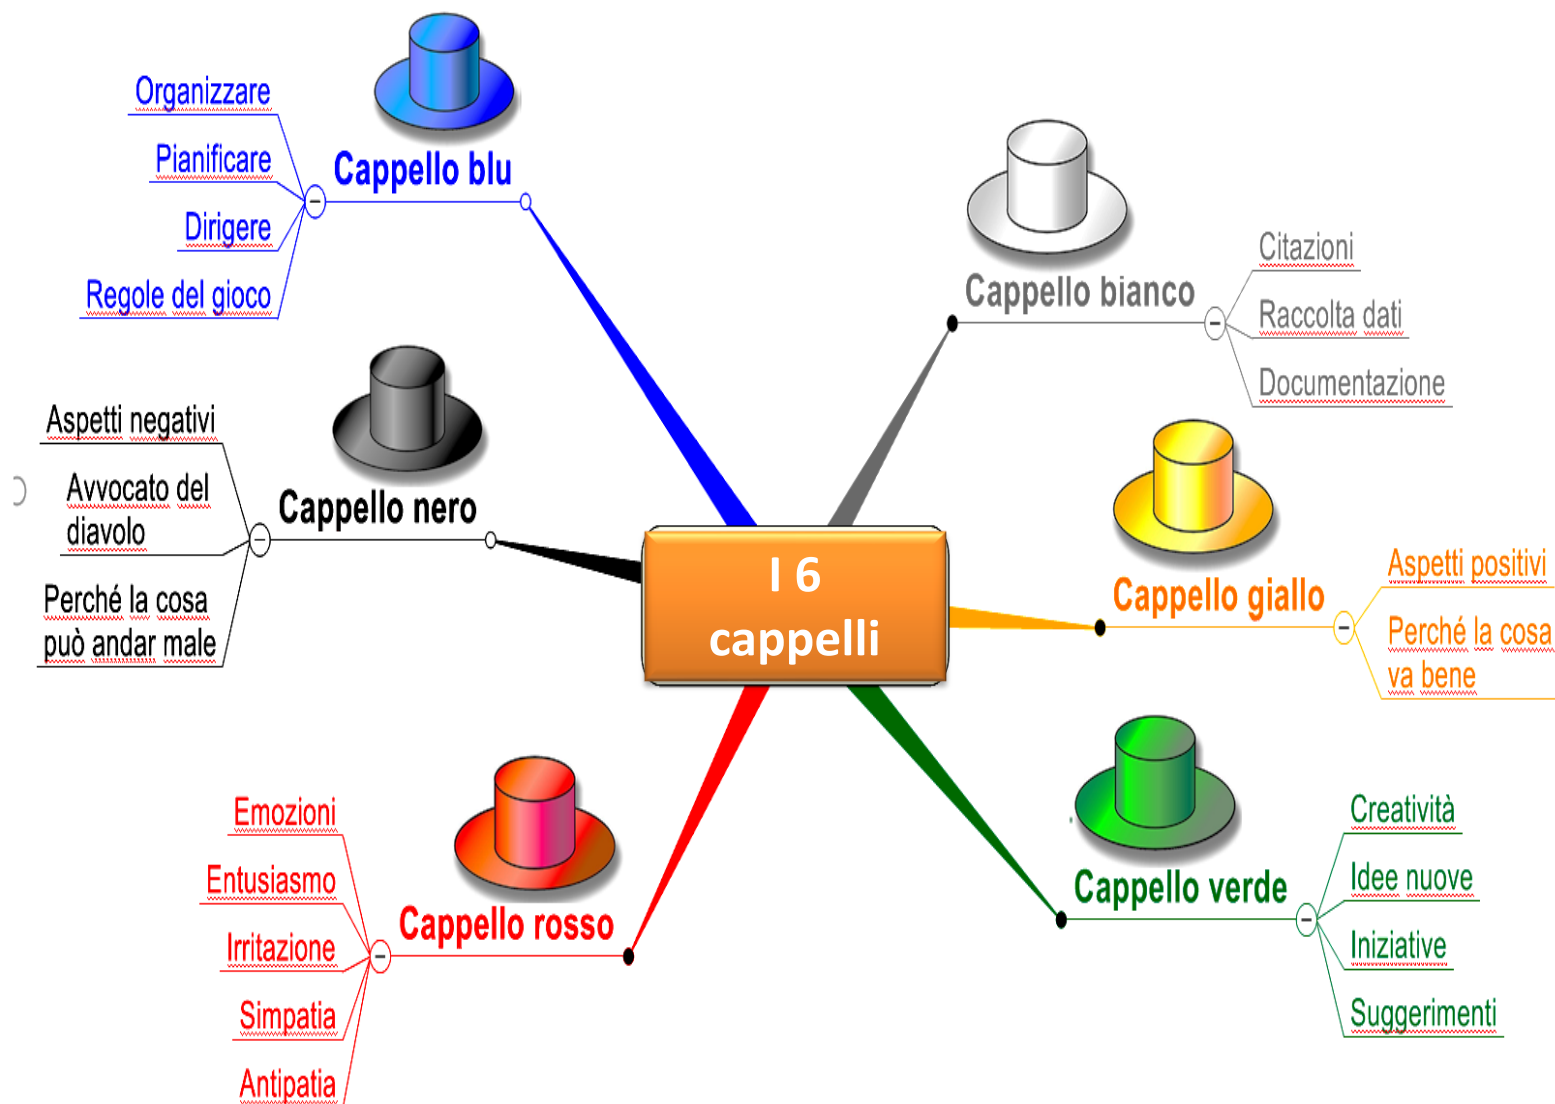 I 6
cappelli
Cappello blu
Organizzare
Pianificare
Dirigere
Regole del gioco
Cappello nero
Aspetti negativi
Avvocato del
diavolo
Perché la cosa
può andar male
Cappello rosso
Emozioni
Entusiasmo
Irritazione
Simpatia
Antipatia
Cappello bianco
Citazioni
Raccolta dati
Documentazione
Cappello giallo
Aspetti positivi
Perché la cosa
va bene
Cappello verde
Creatività
Idee nuove
Iniziative
Suggerimenti